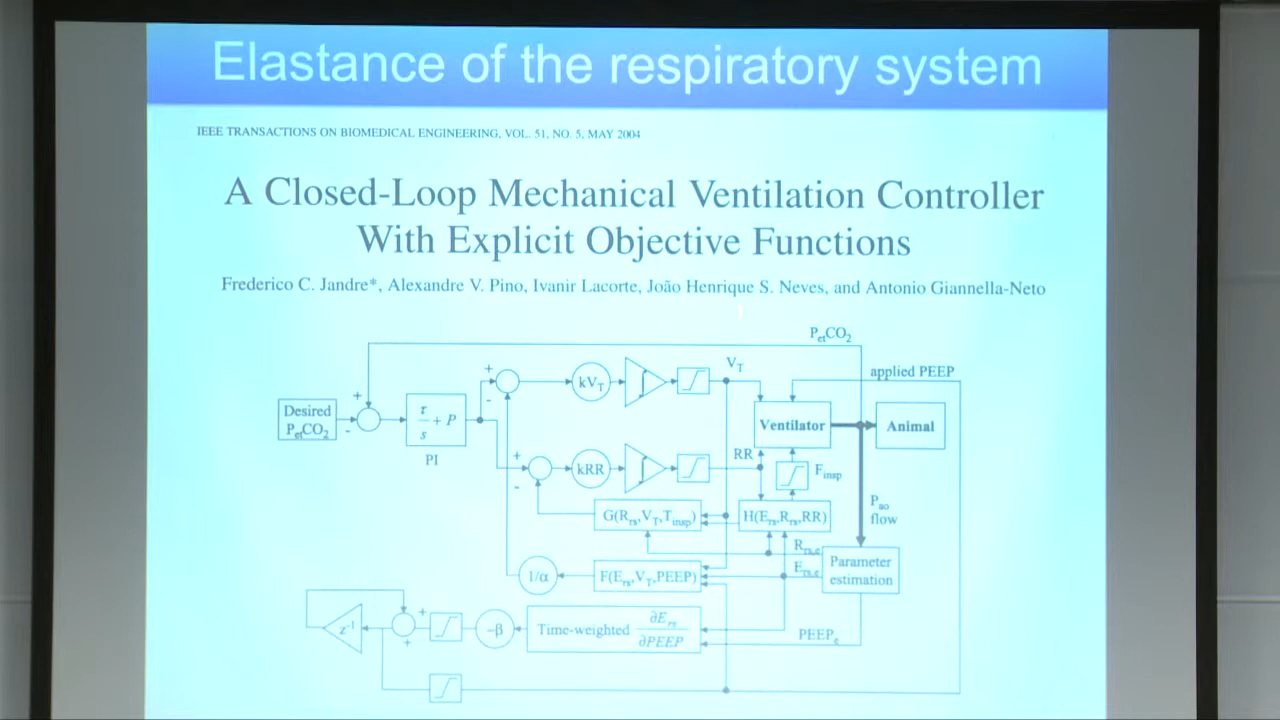 Elastance of the respiratory system
IEEE TRANSACTIONS ON BIOMEDICAL ENGINEERING, VOL. 51, NO. 5, MAY 2004
A Closed-Loop Mechanical Ventilation Controller
With Explicit Objective Functions
Frederico C. Jandre*, Alexandre V. Pino, Ivanir Lacorte, João Henrique S. Neves, and Antonio Giannella-Neto
PetCO2
applied PEEP
VT
+
-
kVT
∫
Desired
PetCO2
+
-
τ/s + P
PI
Ventilator
Animal
+
-
kRR
∫
RR
Finsp
G(Rrs,VT,Tinsp)
H(Ers,Rrs,RR)
Pao
flow
Rrs,e
Ers,e
Parameter
estimation
1/α
F(Ers,VT,PEEP)
z-1
+
+
-β
Time-weighted ∂Ers/∂PEEP
PEEPe